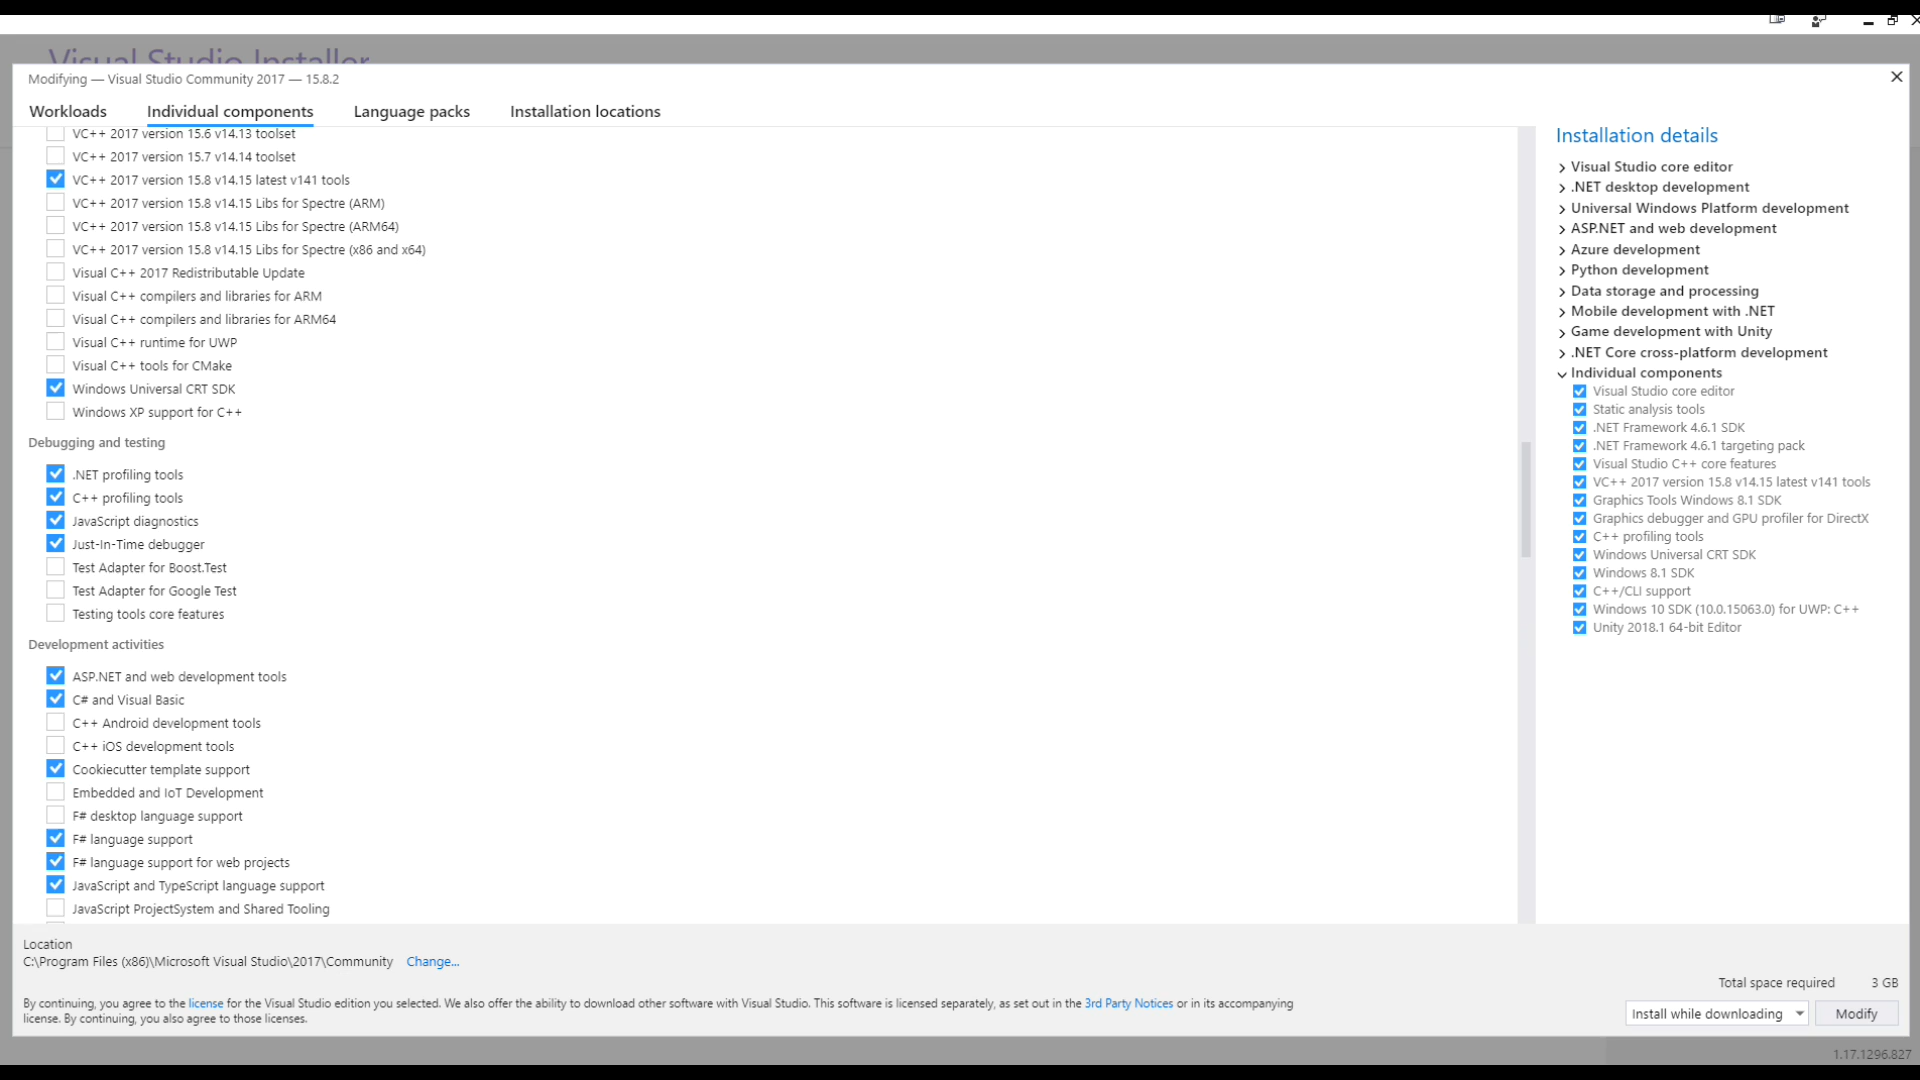 Visual Studio Installer
Modifying — Visual Studio Community 2017 — 15.8.2
Workloads
Individual components
Language packs
Installation locations
VC++ 2017 version 15.6 v14.13 toolset
VC++ 2017 version 15.7 v14.14 toolset
VC++ 2017 version 15.8 v14.15 latest v141 tools
VC++ 2017 version 15.8 v14.15 Libs for Spectre (ARM)
VC++ 2017 version 15.8 v14.15 Libs for Spectre (ARM64)
VC++ 2017 version 15.8 v14.15 Libs for Spectre (x86 and x64)
Visual C++ 2017 Redistributable Update
Visual C++ compilers and libraries for ARM
Visual C++ compilers and libraries for ARM64
Visual C++ runtime for UWP
Visual C++ tools for CMake
Windows Universal CRT SDK
Windows XP support for C++
Debugging and testing
.NET profiling tools
C++ profiling tools
JavaScript diagnostics
Just-In-Time debugger
Test Adapter for Boost.Test
Test Adapter for Google Test
Testing tools core features
Development activities
ASP.NET and web development tools
C# and Visual Basic
C++ Android development tools
C++ iOS development tools
Cookiecutter template support
Embedded and IoT Development
F# desktop language support
F# language support
F# language support for web projects
JavaScript and TypeScript language support
JavaScript ProjectSystem and Shared Tooling
Installation details
Visual Studio core editor
.NET desktop development
Universal Windows Platform development
ASP.NET and web development
Azure development
Python development
Data storage and processing
Mobile development with .NET
Game development with Unity
.NET Core cross-platform development
Individual components
Visual Studio core editor
Static analysis tools
.NET Framework 4.6.1 SDK
.NET Framework 4.6.1 targeting pack
Visual Studio C++ core features
VC++ 2017 version 15.8 v14.15 latest v141 tools
Graphics Tools Windows 8.1 SDK
Graphics debugger and GPU profiler for DirectX
C++ profiling tools
Windows Universal CRT SDK
Windows 8.1 SDK
C++/CLI support
Windows 10 SDK (10.0.15063.0) for UWP: C++
Unity 2018.1 64-bit Editor
Location
C:\Program Files (x86)\Microsoft Visual Studio\2017\Community Change...
By continuing, you agree to the license for the Visual Studio edition you selected. We also offer the ability to download other software with Visual Studio. This software is licensed separately, as set out in the 3rd Party Notices or in its accompanying
license. By continuing, you also agree to those licenses.
Total space required 3 GB
Install while downloading
Modify
1.17.1296.827